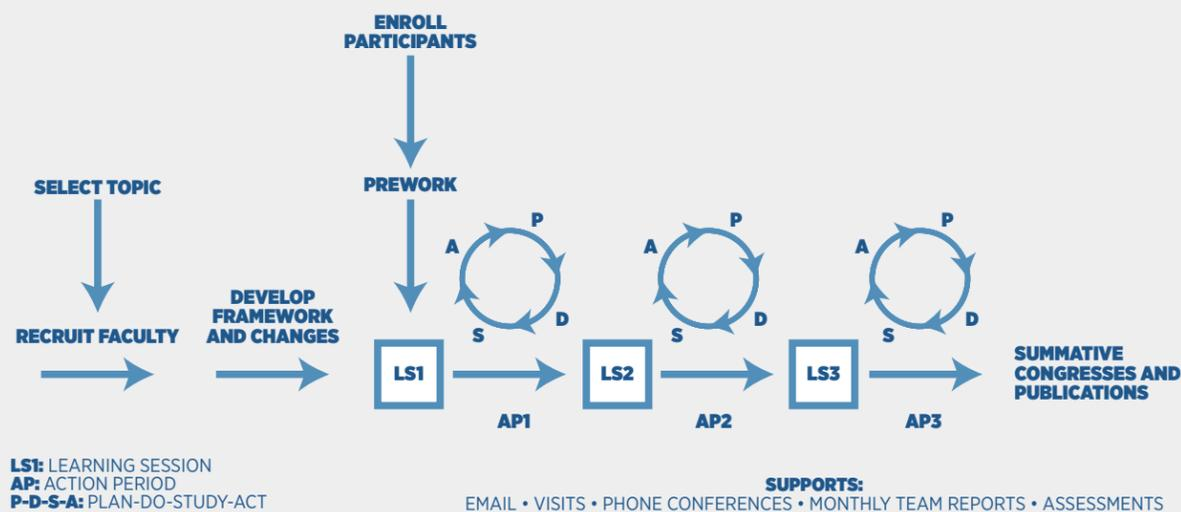 ENROLL
PARTICIPANTS
PREWORK
SELECT TOPIC
RECRUIT FACULTY
DEVELOP
FRAMEWORK
AND CHANGES
A
P
D
S
A
P
D
S
A
P
D
S
LS1
LS2
LS3
AP1
AP2
AP3
SUMMATIVE
CONGRESSES AND
PUBLICATIONS
LS1: LEARNING SESSION
AP: ACTION PERIOD
P-D-S-A: PLAN-DO-STUDY-ACT
SUPPORTS:
EMAIL • VISITS • PHONE CONFERENCES • MONTHLY TEAM REPORTS • ASSESSMENTS